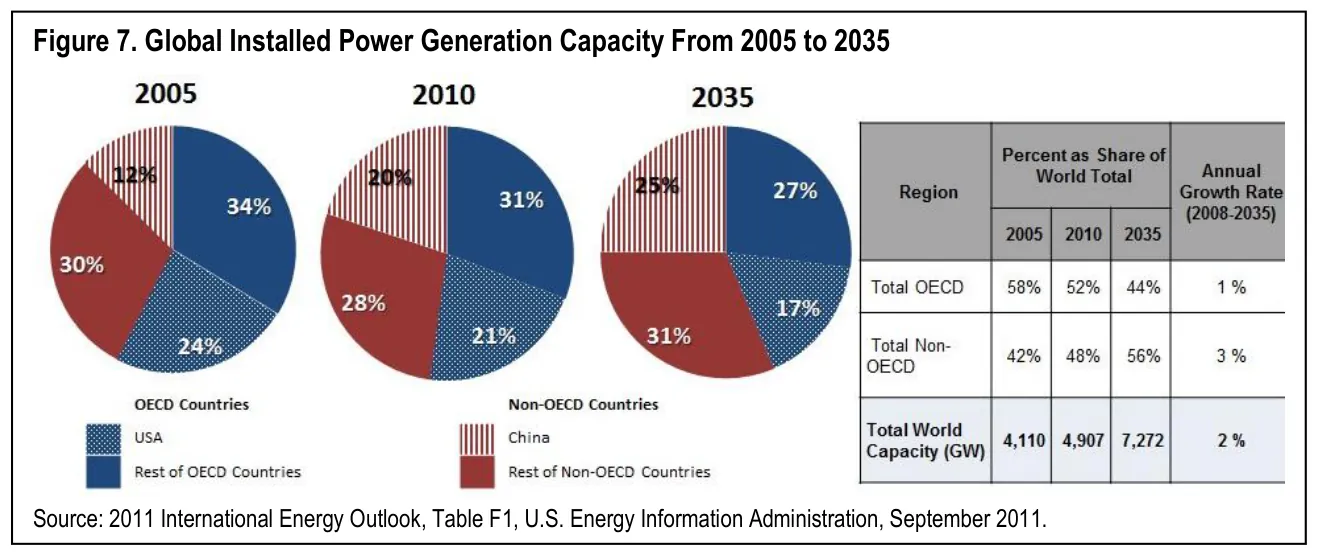 Figure 7. Global Installed Power Generation Capacity From 2005 to 2035
2005
2010
2035
12%
34%
30%
24%
20%
31%
28%
21%
25%
27%
31%
17%
OECD Countries
USA
Rest of OECD Countries
Non-OECD Countries
China
Rest of Non-OECD Countries
Region
Percent as Share of
World Total
Annual
Growth Rate
(2008-2035)
2005 2010 2035
Total OECD 58% 52% 44% 1 %
Total Non-
OECD 42% 48% 56% 3 %
Total World
Capacity (GW) 4,110 4,907 7,272 2 %
Source: 2011 International Energy Outlook, Table F1, U.S. Energy Information Administration, September 2011.